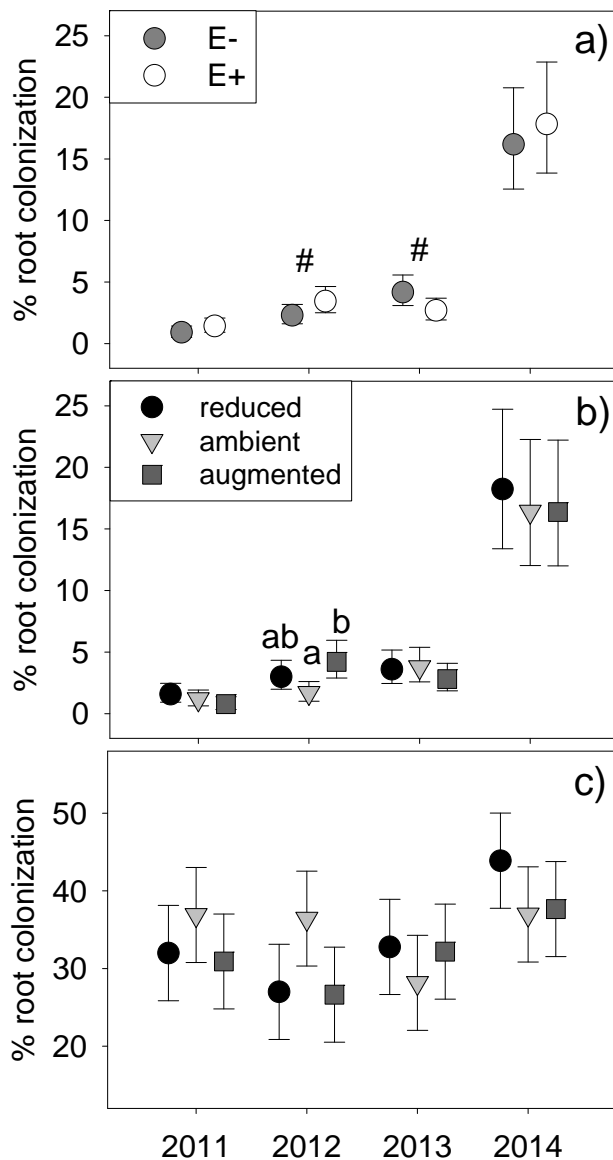 a)
E-
E+
25
20
15
10
5
0
% root colonization
#
#
b)
reduced
ambient
augmented
25
20
15
10
5
0
% root colonization
ab
a
b
c)
50
40
30
20
% root colonization
2011 2012 2013 2014